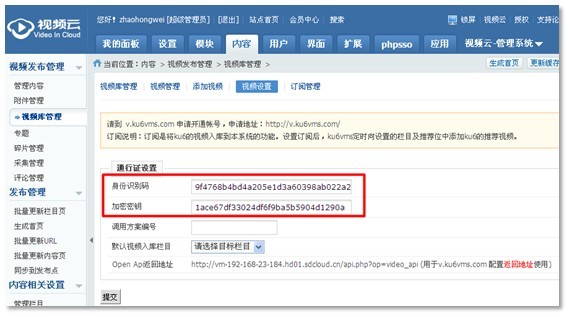 视频云
Video in Cloud
您好! zhaohongwei [超级管理员] [退出] 站点首页 会员中心 搜索
锁屏 视频云 授权 支持论
我的面板 设置 模块 内容 用户 界面 扩展 phpsso 应用 视频云-管理系统
视频发布管理
管理内容
附件管理
视频库管理
专题
碎片管理
采集管理
评论管理
发布管理
批量更新栏目页
生成首页
批量更新URL
批量更新内容页
同步到发布点
内容相关设置
管理栏目
当前位置: 内容 > 视频发布管理 > 视频库管理 >
生成首页 更新缓存
视频库管理 视频管理 添加视频 视频设置 订阅管理
请到 v.ku6vms.com 申请开通帐号,申请地址:http://v.ku6vms.com/
订阅说明:订阅是将ku6的视频入库到本系统的功能。设置订阅后,ku6vms定时向设置的栏目及推荐位中添加ku6的推荐视频。
通行证设置
身份识别码 9f4768b4bd4a205e1d3a60398ab022a2
加密密钥 1ace67df33024df6f9ba5b5904d1290a
调用方案编号
默认视频入库栏目 请选择目标栏目
Open Api返回地址 http://vm-192-168-23-184.hd01.sdcloud.cn/api.php?op=video_api (用于v.ku6vms.com 配置返回地址使用)
提交